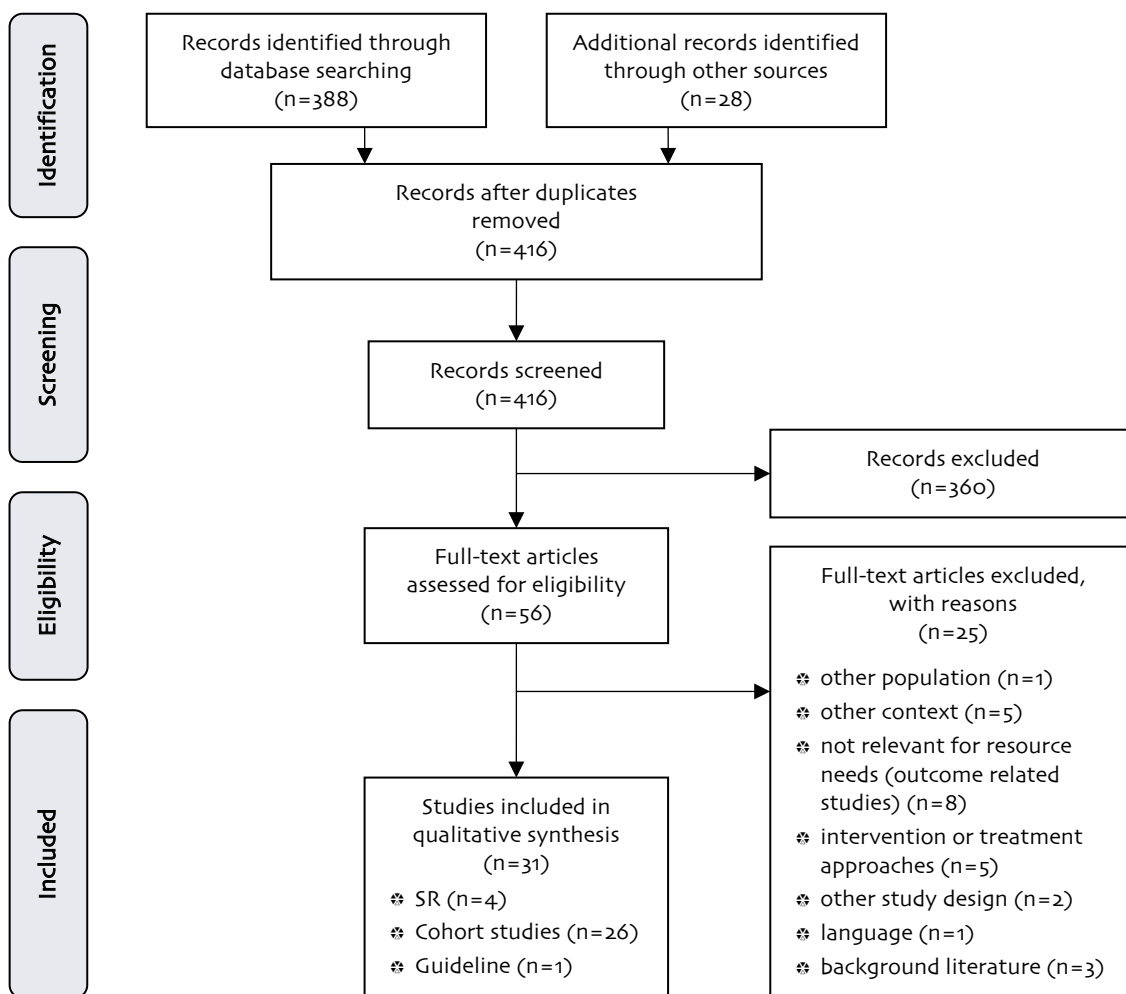 Identification
Records identified through
database searching
(n=388)
Additional records identified
through other sources
(n=28)
Records after duplicates
removed
(n=416)
Screening
Records screened
(n=416)
Records excluded
(n=360)
Eligibility
Full-text articles
assessed for eligibility
(n=56)
Full-text articles excluded,
with reasons
(n=25)
other population (n=1)
other context (n=5)
not relevant for resource
needs (outcome related
studies) (n=8)
intervention or treatment
approaches (n=5)
other study design (n=2)
language (n=1)
background literature (n=3)
Included
Studies included in
qualitative synthesis
(n=31)
SR (n=4)
Cohort studies (n=26)
Guideline (n=1)